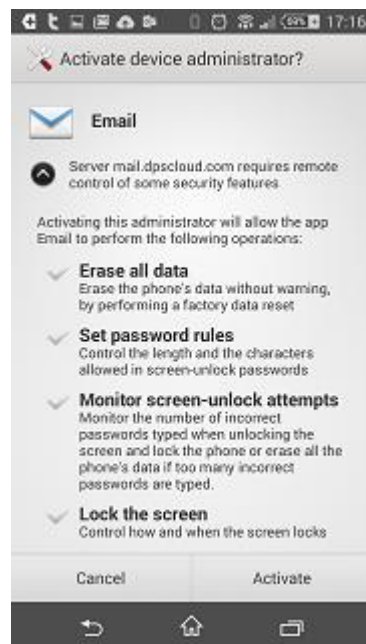 17:16
Activate device administrator?
Email
Server mail.dpscloud.com requires remote
control of some security features
Activating this administrator will allow the app
Email to perform the following operations:
Erase all data
Erase the phone's data without warning,
by performing a factory data reset
Set password rules
Control the length and the characters
allowed in screen-unlock passwords
Monitor screen-unlock attempts
Monitor the number of incorrect
passwords typed when unlocking the
screen and lock the phone or erase all the
phone's data if too many incorrect
passwords are typed.
Lock the screen
Control how and when the screen locks
Cancel Activate